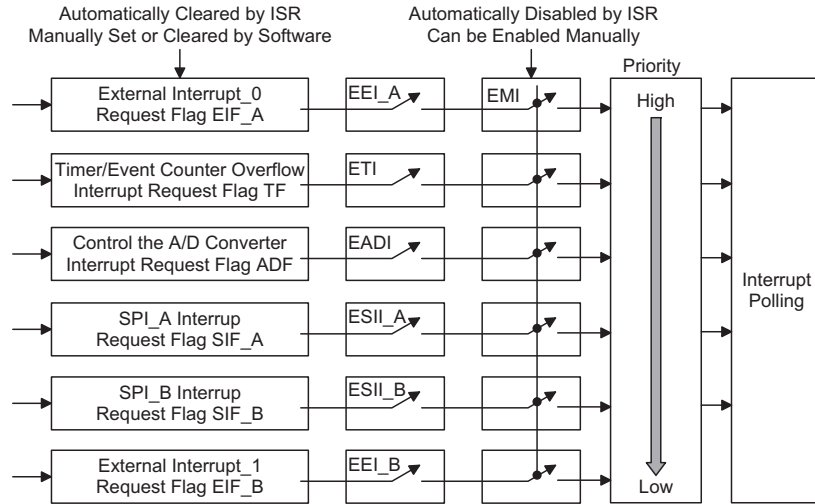 Automatically Cleared by ISR
Manually Set or Cleared by Software
Automatically Disabled by ISR
Can be Enabled Manually
Priority
External Interrupt_0
Request Flag EIF_A
EEI_A
EMI
High
Timer/Event Counter Overflow
Interrupt Request Flag TF
ETI
Control the A/D Converter
Interrupt Request Flag ADF
EADI
Interrupt
Polling
SPI_A Interrup
Request Flag SIF_A
ESII_A
SPI_B Interrup
Request Flag SIF_B
ESII_B
External Interrupt_1
Request Flag EIF_B
EEI_B
Low